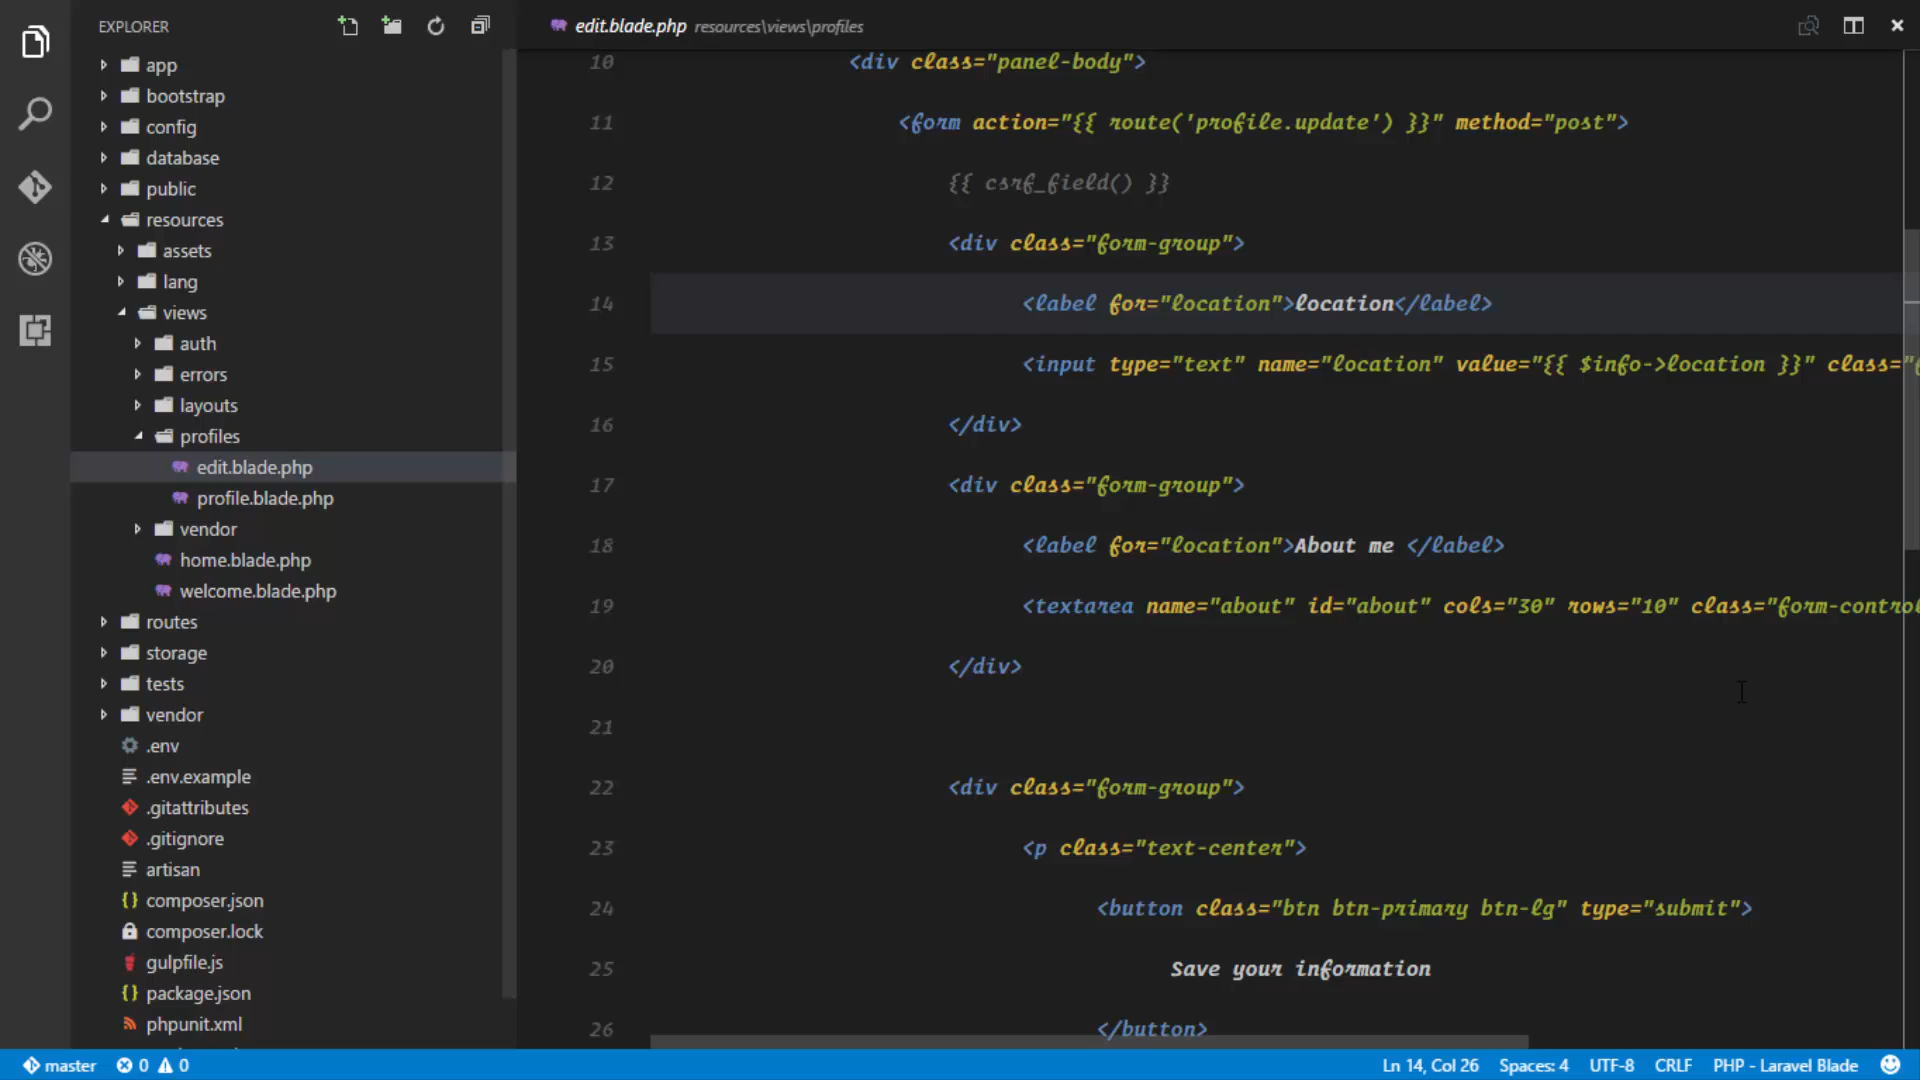 EXPLORER
app
bootstrap
config
database
public
resources
assets
lang
views
auth
errors
layouts
profiles
edit.blade.php
profile.blade.php
vendor
home.blade.php
welcome.blade.php
routes
storage
tests
vendor
.env
.env.example
.gitattributes
.gitignore
artisan
composer.json
composer.lock
gulpfile.js
package.json
phpunit.xml
edit.blade.php resources\views\profiles
10 <div class="panel-body">
11 <form action="{{ route('profile.update') }}" method="post">
12 {{ csrf_field() }}
13 <div class="form-group">
14 <label for="location">location</label>
15 <input type="text" name="location" value="{{ $info->location }}" class="f
16 </div>
17 <div class="form-group">
18 <label for="location">About me </label>
19 <textarea name="about" id="about" cols="30" rows="10" class="form-control
20 </div>
21
22 <div class="form-group">
23 <p class="text-center">
24 <button class="btn btn-primary btn-lg" type="submit">
25 Save your information
26 </button>
master 0 0 Ln 14, Col 26 Spaces: 4 UTF-8 CRLF PHP - Laravel Blade